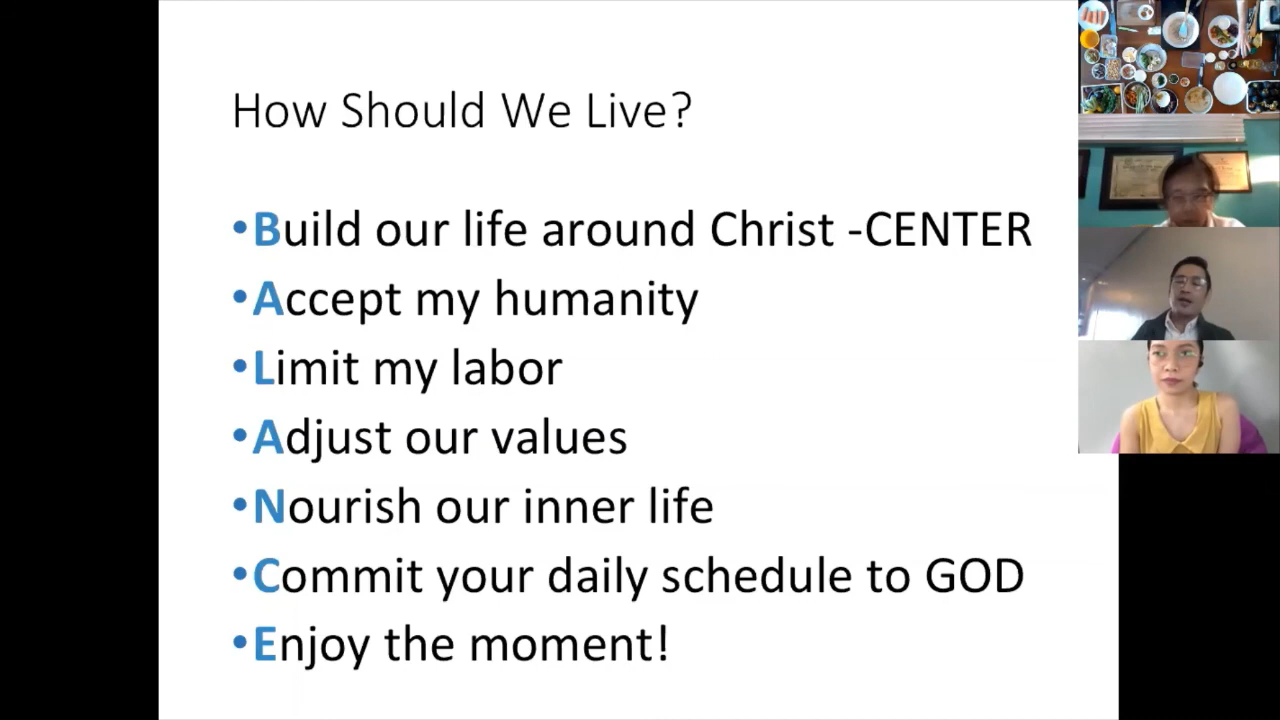 How Should We Live?
•Build our life around Christ -CENTER
•Accept my humanity
•Limit my labor
•Adjust our values
•Nourish our inner life
•Commit your daily schedule to GOD
•Enjoy the moment!